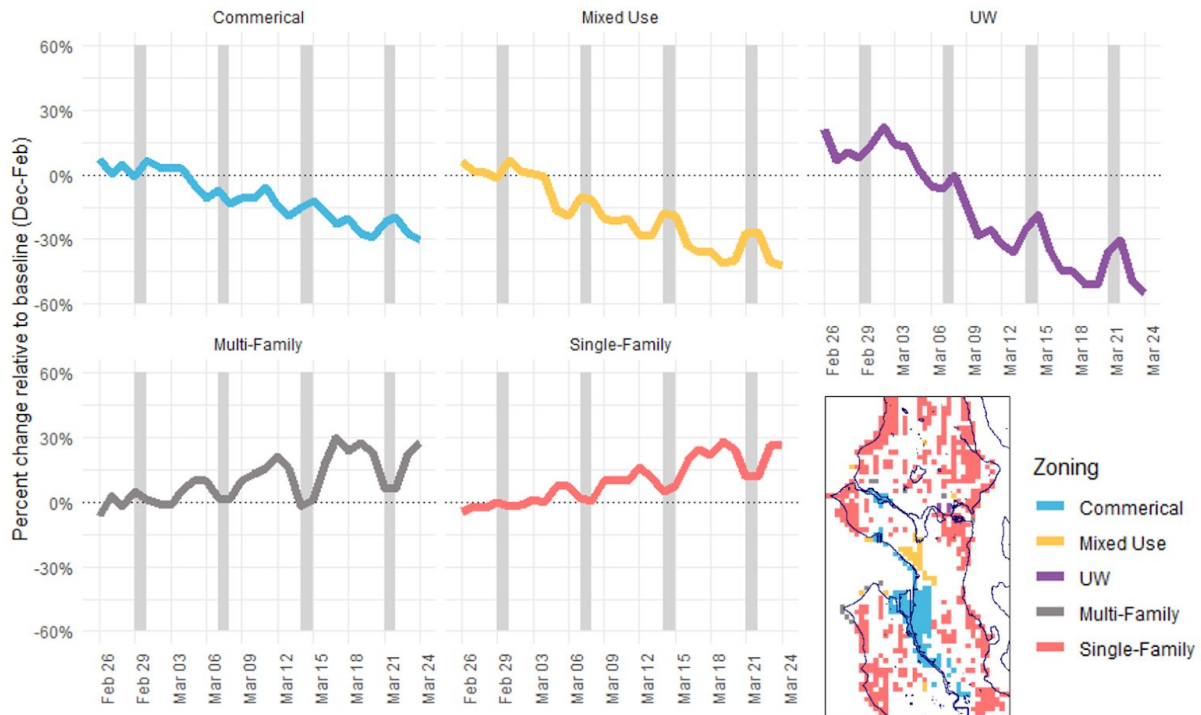 Commerical
Mixed Use
UW
60%
30%
0%
-30%
-60%
Percent change relative to baseline (Dec-Feb)
Feb 26
Feb 29
Mar 03
Mar 06
Mar 09
Mar 12
Mar 15
Mar 18
Mar 21
Mar 24
Multi-Family
Single-Family
60%
30%
0%
-30%
-60%
Feb 26
Feb 29
Mar 03
Mar 06
Mar 09
Mar 12
Mar 15
Mar 18
Mar 21
Mar 24
Feb 26
Feb 29
Mar 03
Mar 06
Mar 09
Mar 12
Mar 15
Mar 18
Mar 21
Mar 24
Zoning
Commerical
Mixed Use
UW
Multi-Family
Single-Family